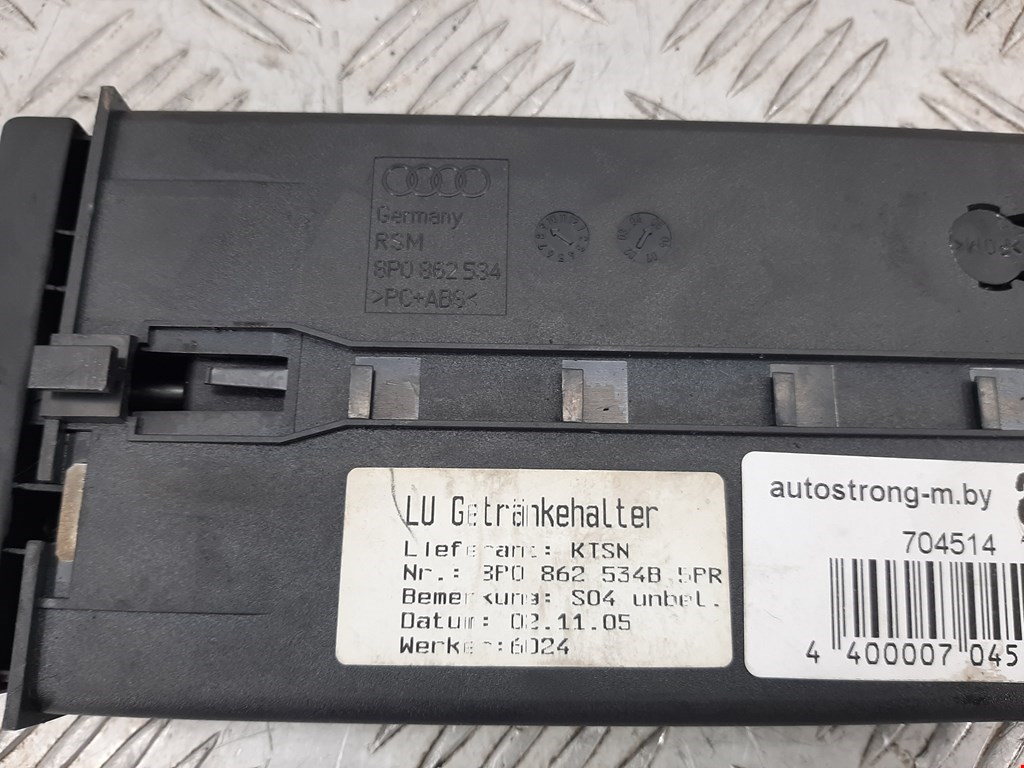 Germany
RSM
8P0 862 534
>PC+ABS<
>POM<
LU Getränkehalter
Lieferant: KTSN
Nr.: 8P0 862 534B 5PR
Bemerkung: S04 unbel.
Datum: 02.11.05
Werker:6024
autostrong-m.by
704514
4 400007 045